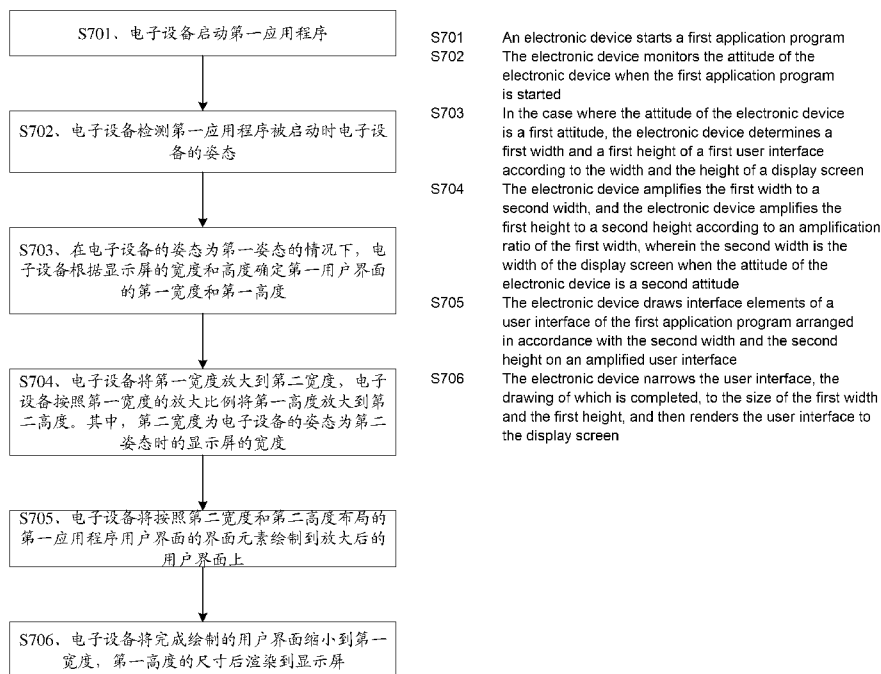 S701、电子设备启动第一应用程序
S702、电子设备检测第一应用程序被启动时电子设
备的姿态
S703、在电子设备的姿态为第一姿态的情况下，电
子设备根据显示屏的宽度和高度确定第一用户界面
的第一宽度和第一高度
S704、电子设备将第一宽度放大到第二宽度，电子
设备按照第一宽度的放大比例将第一高度放大到第
二高度。其中，第二宽度为电子设备的姿态为第二
姿态时的显示屏的宽度
S705、电子设备将按照第二宽度和第二高度布局的
第一应用程序用户界面的界面元素绘制到放大后的
用户界面上
S706、电子设备将完成绘制的用户界面缩小到第一
宽度，第一高度的尺寸后渲染到显示屏
S701 An electronic device starts a first application program
S702 The electronic device monitors the attitude of the
electronic device when the first application program
is started
S703 In the case where the attitude of the electronic device
is a first attitude, the electronic device determines a
first width and a first height of a first user interface
according to the width and the height of a display screen
S704 The electronic device amplifies the first width to a
second width, and the electronic device amplifies the
first height to a second height according to an amplification
ratio of the first width, wherein the second width is the
width of the display screen when the attitude of the
electronic device is a second attitude
S705 The electronic device draws interface elements of a
user interface of the first application program arranged
in accordance with the second width and the second
height on an amplified user interface
S706 The electronic device narrows the user interface, the
drawing of which is completed, to the size of the first width
and the first height, and then renders the user interface to
the display screen